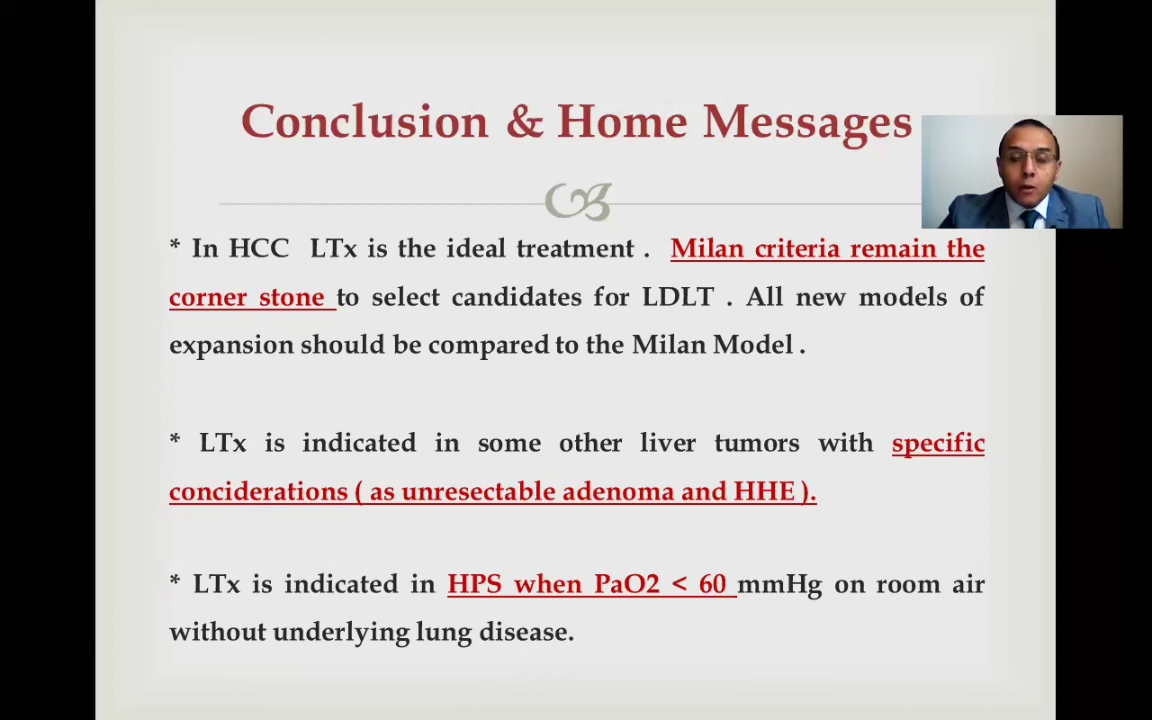 Conclusion & Home Messages
* In HCC LTx is the ideal treatment . Milan criteria remain the
corner stone to select candidates for LDLT . All new models of
expansion should be compared to the Milan Model .
* LTx is indicated in some other liver tumors with specific
conciderations ( as unresectable adenoma and HHE ).
* LTx is indicated in HPS when PaO2 < 60 mmHg on room air
without underlying lung disease.